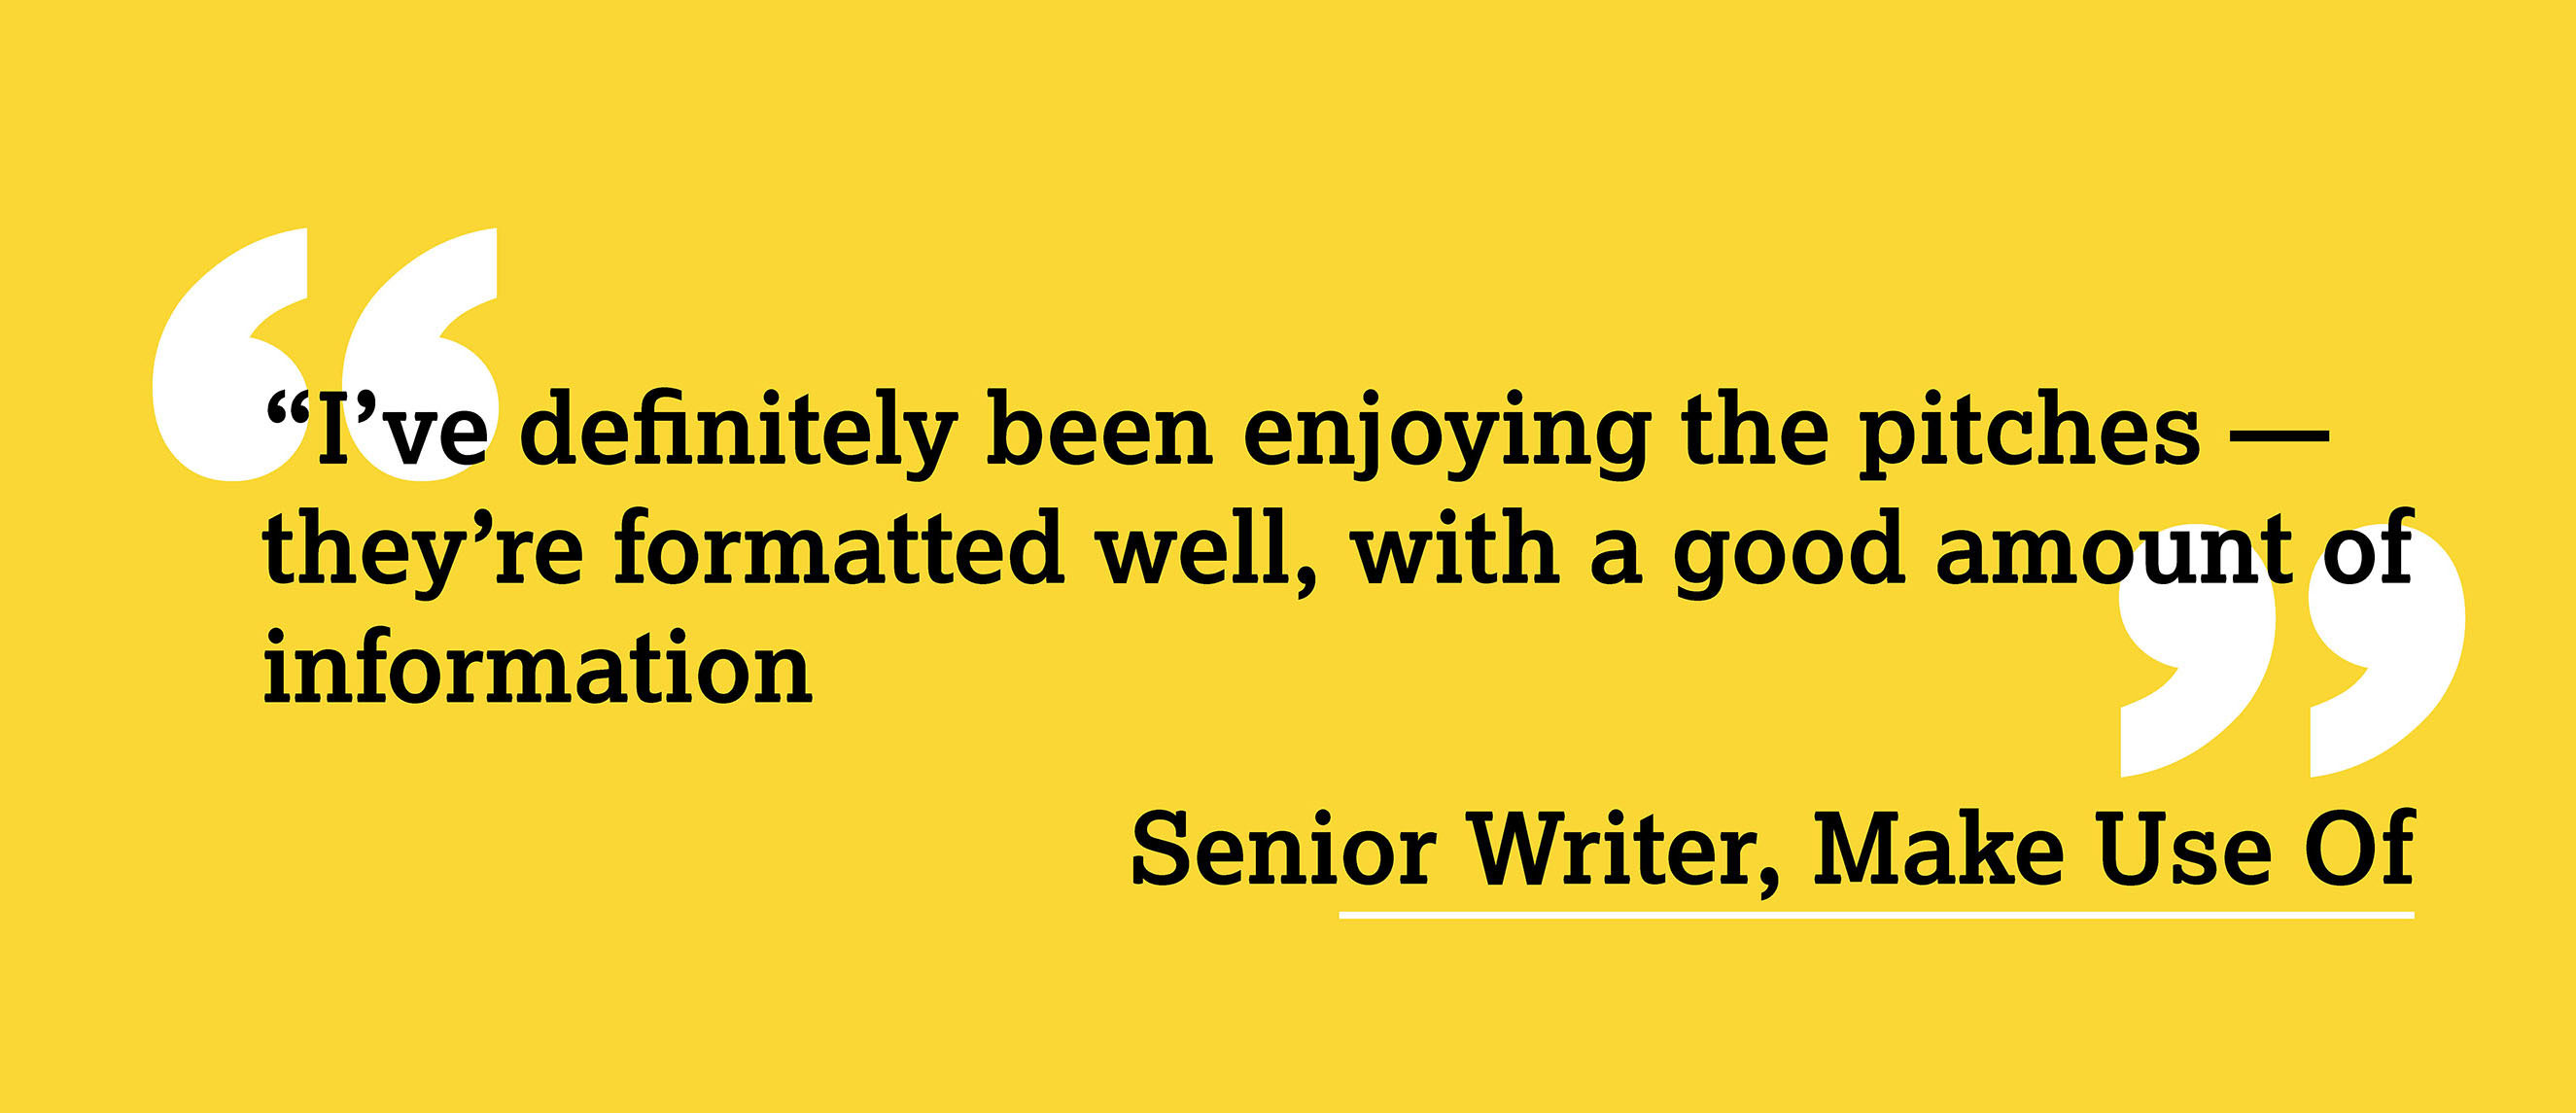 “I’ve definitely been enjoying the pitches —
they’re formatted well, with a good amount of
information
Senior Writer, Make Use Of